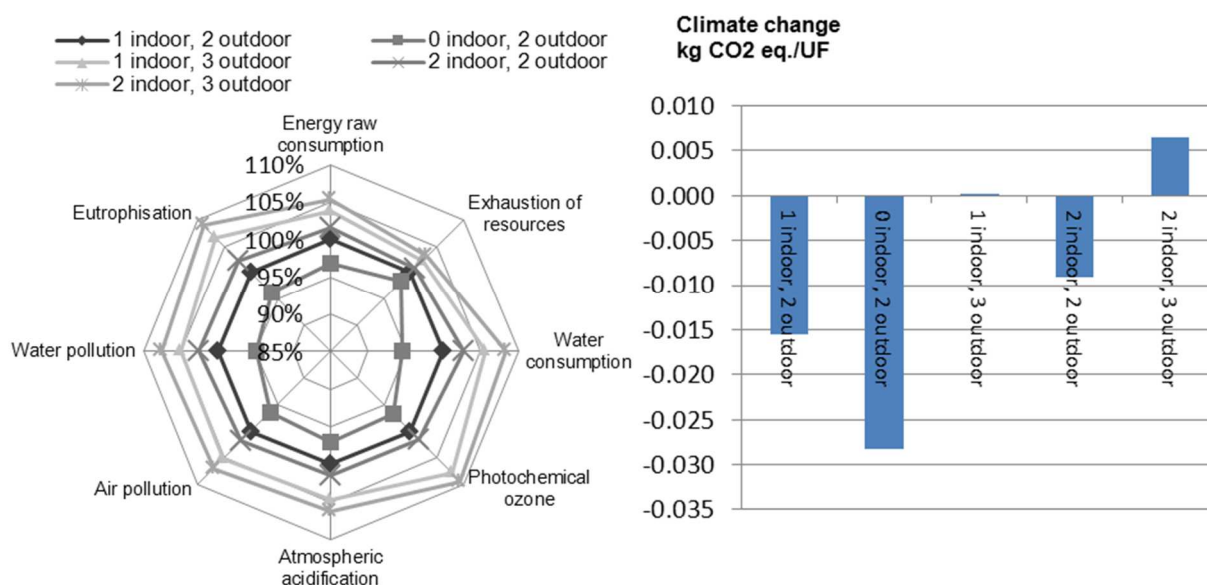 1 indoor, 2 outdoor
0 indoor, 2 outdoor
1 indoor, 3 outdoor
2 indoor, 2 outdoor
2 indoor, 3 outdoor
Energy raw
consumption
110%
105%
100%
95%
90%
85%
Exhaustion of
resources
Water
consumption
Photochemical
ozone
Atmospheric
acidification
Air pollution
Water pollution
Eutrophisation
Climate change
kg CO2 eq./UF
0.010
0.005
0.000
-0.005
-0.010
-0.015
-0.020
-0.025
-0.030
-0.035
1 indoor, 2 outdoor
0 indoor, 2 outdoor
1 indoor, 3 outdoor
2 indoor, 2 outdoor
2 indoor, 3 outdoor